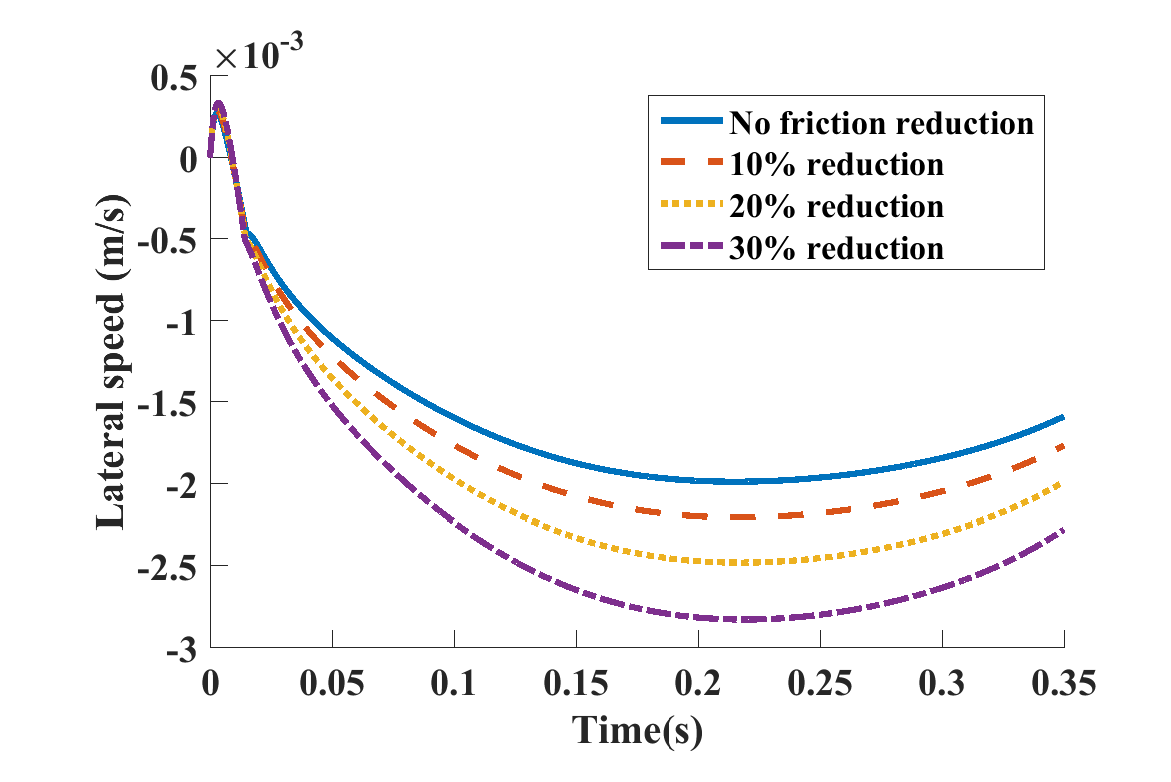 ×10⁻³
0.5
0
-0.5
-1
-1.5
-2
-2.5
-3
Lateral speed (m/s)
No friction reduction
10% reduction
20% reduction
30% reduction
0 0.05 0.1 0.15 0.2 0.25 0.3 0.35
Time(s)